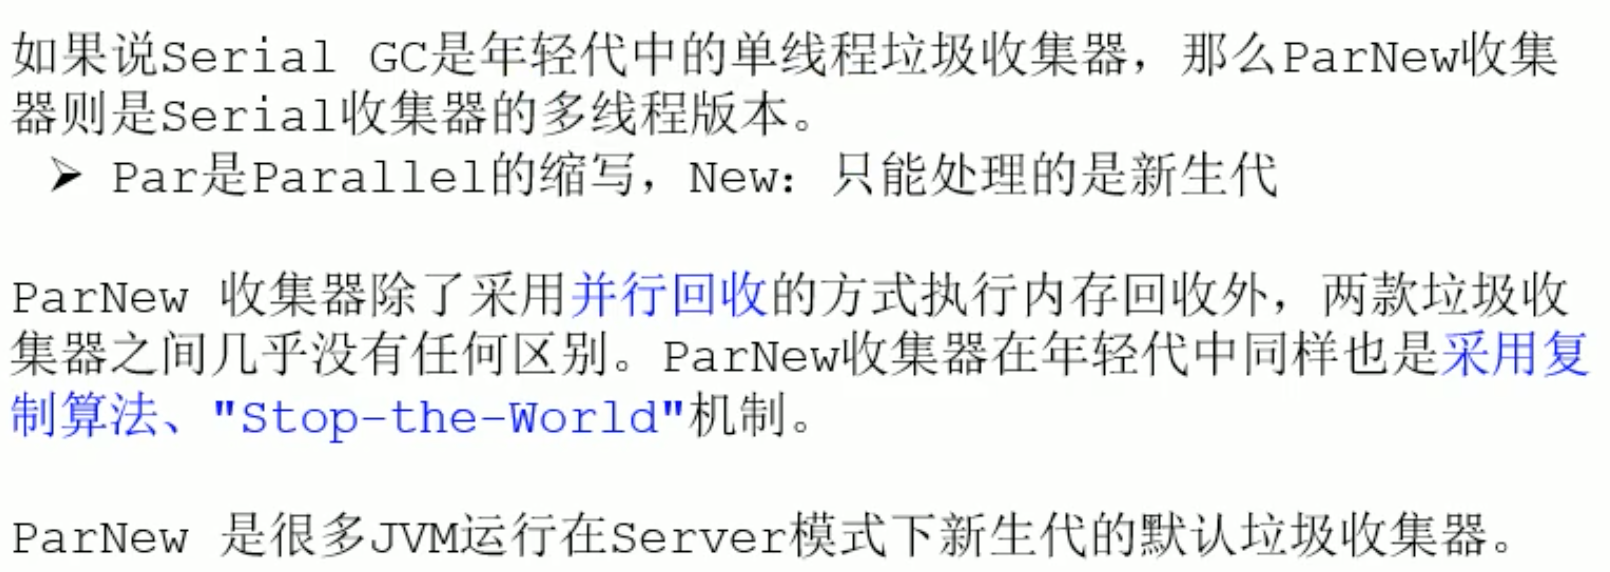 如果说Serial GC是年轻代中的单线程垃圾收集器，那么ParNew收集
器则是Serial收集器的多线程版本。
➢ Par是Parallel的缩写，New：只能处理的是新生代
ParNew 收集器除了采用并行回收的方式执行内存回收外，两款垃圾收
集器之间几乎没有任何区别。ParNew收集器在年轻代中同样也是采用复
制算法、"Stop-the-World"机制。
ParNew 是很多JVM运行在Server模式下新生代的默认垃圾收集器。